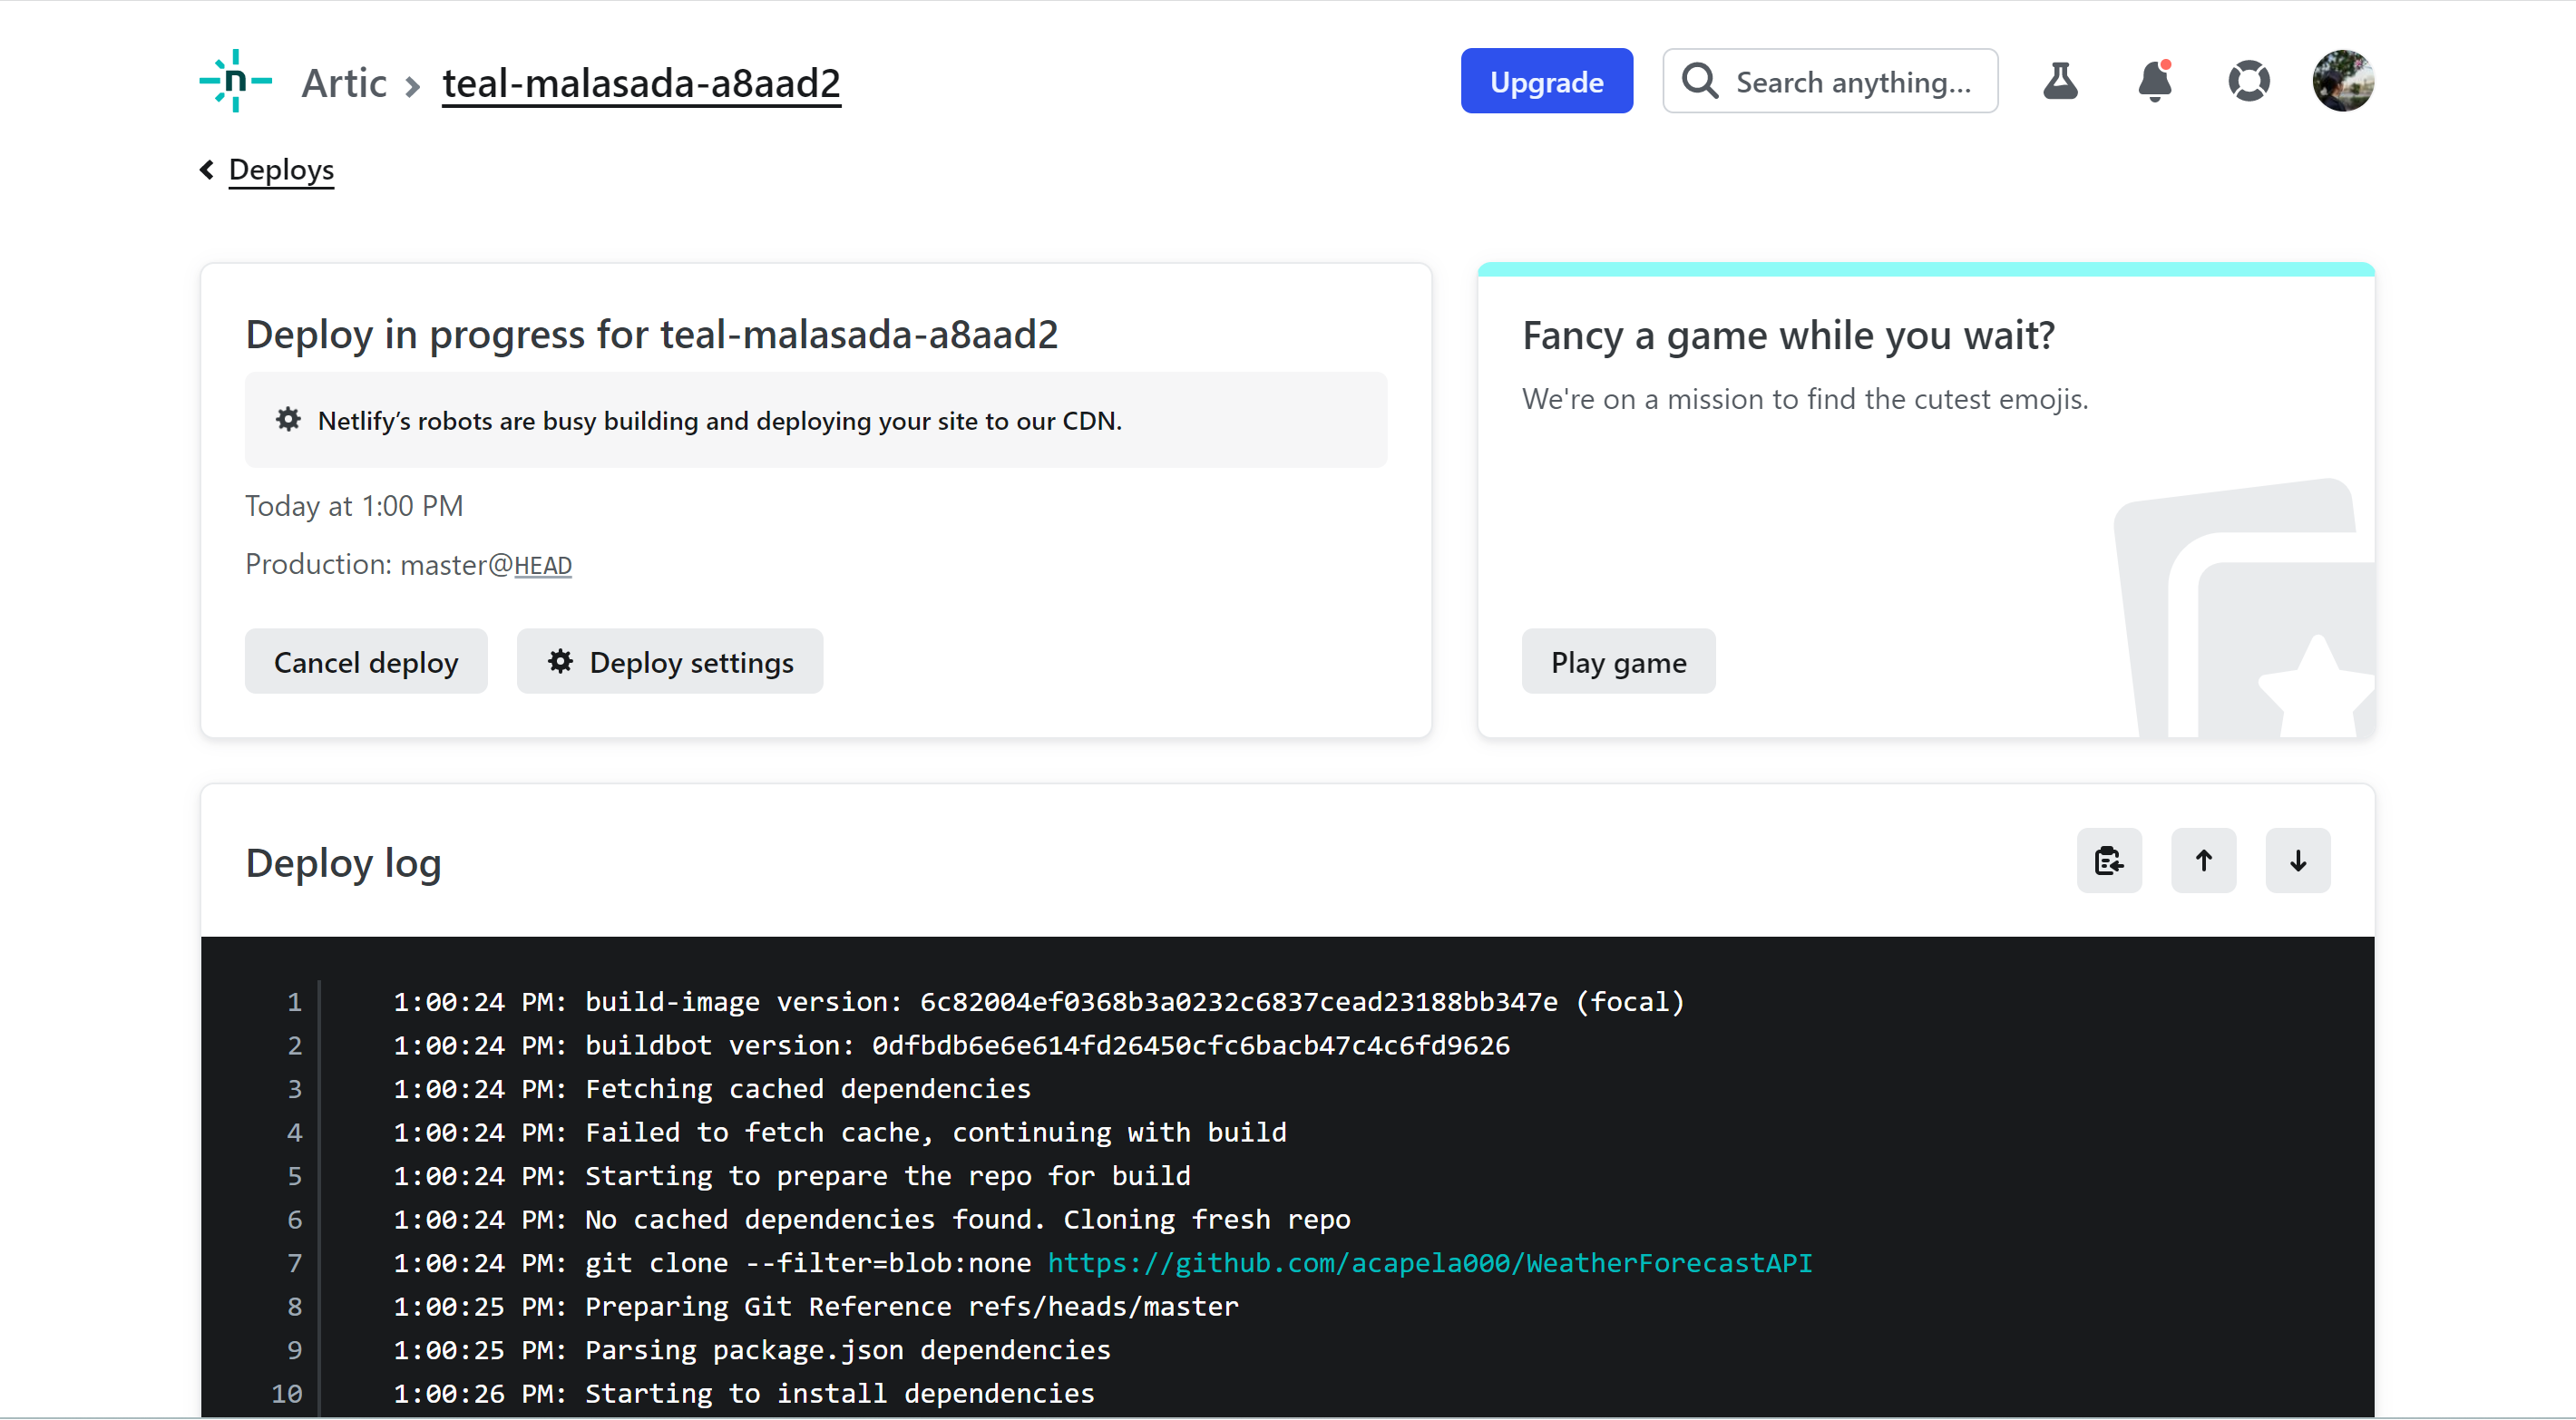 n Artic teal-malasada-a8aad2 Upgrade Search anything...
Deploys
Deploy in progress for teal-malasada-a8aad2
Netlify’s robots are busy building and deploying your site to our CDN.
Today at 1:00 PM
Production: master@HEAD
Cancel deploy Deploy settings
Fancy a game while you wait?
We're on a mission to find the cutest emojis.
Play game
Deploy log
1 1:00:24 PM: build-image version: 6c82004ef0368b3a0232c6837cead23188bb347e (focal)
2 1:00:24 PM: buildbot version: 0dfbdb6e6e614fd26450cfc6bacb47c4c6fd9626
3 1:00:24 PM: Fetching cached dependencies
4 1:00:24 PM: Failed to fetch cache, continuing with build
5 1:00:24 PM: Starting to prepare the repo for build
6 1:00:24 PM: No cached dependencies found. Cloning fresh repo
7 1:00:24 PM: git clone --filter=blob:none https://github.com/acapela000/WeatherForecastAPI
8 1:00:25 PM: Preparing Git Reference refs/heads/master
9 1:00:25 PM: Parsing package.json dependencies
10 1:00:26 PM: Starting to install dependencies